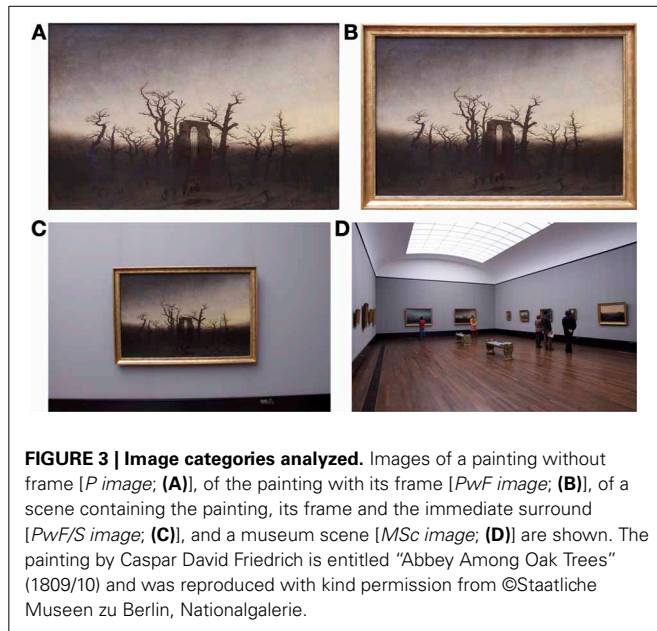 A
B
C
D
FIGURE 3 | Image categories analyzed. Images of a painting without
frame [P image; (A)], of the painting with its frame [PwF image; (B)], of a
scene containing the painting, its frame and the immediate surround
[PwF/S image; (C)], and a museum scene [MSc image; (D)] are shown. The
painting by Caspar David Friedrich is entitled “Abbey Among Oak Trees”
(1809/10) and was reproduced with kind permission from ©Staatliche
Museen zu Berlin, Nationalgalerie.